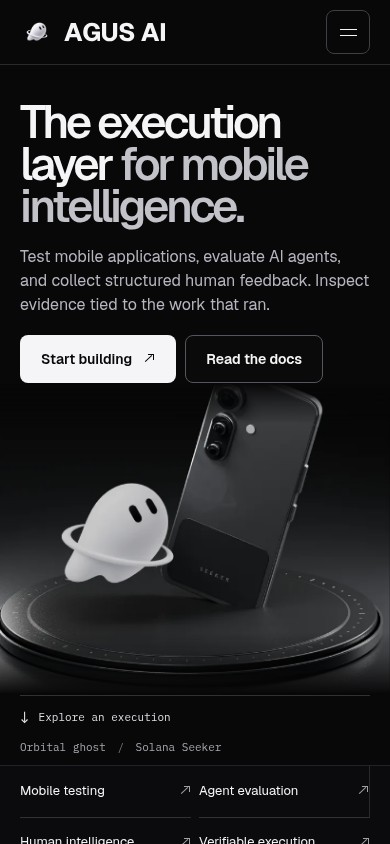 AGUS AI
The execution
layer for mobile
intelligence.
Test mobile applications, evaluate AI agents,
and collect structured human feedback. Inspect
evidence tied to the work that ran.
Start building
Read the docs
SEEKER
Explore an execution
Orbital ghost / Solana Seeker
Mobile testing
Agent evaluation
Human intelligence
Verifiable execution